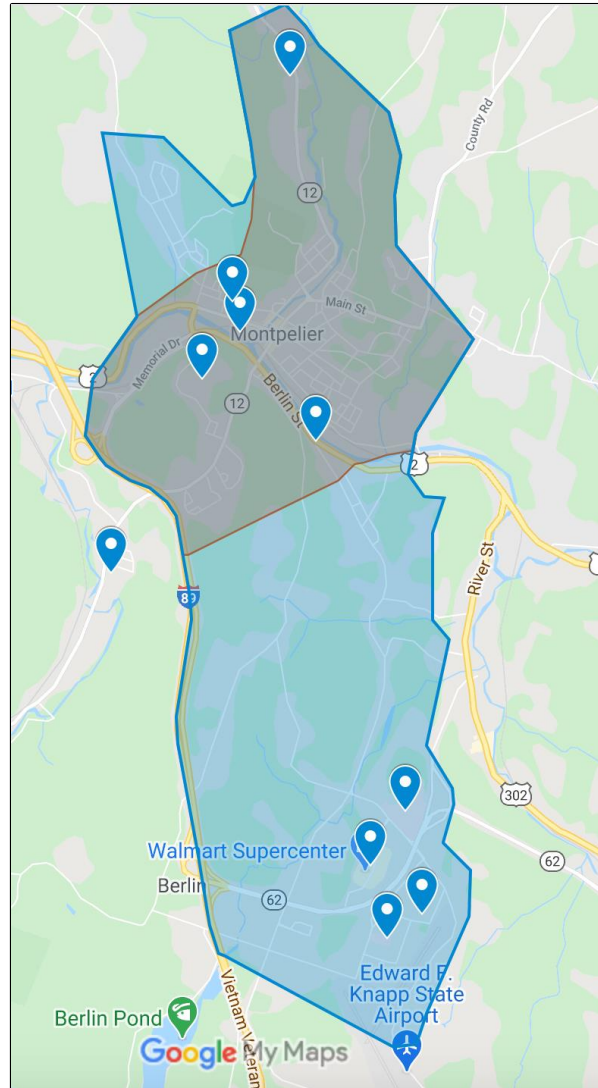 County Rd
12
Main St
Montpelier
Memorial Dr
2
12
Berlin St
2
River St
89
302
Walmart Supercenter
62
Berlin
62
Edward F.
Knapp State
Airport
Berlin Pond
Vietnam Veteran
Google My Maps